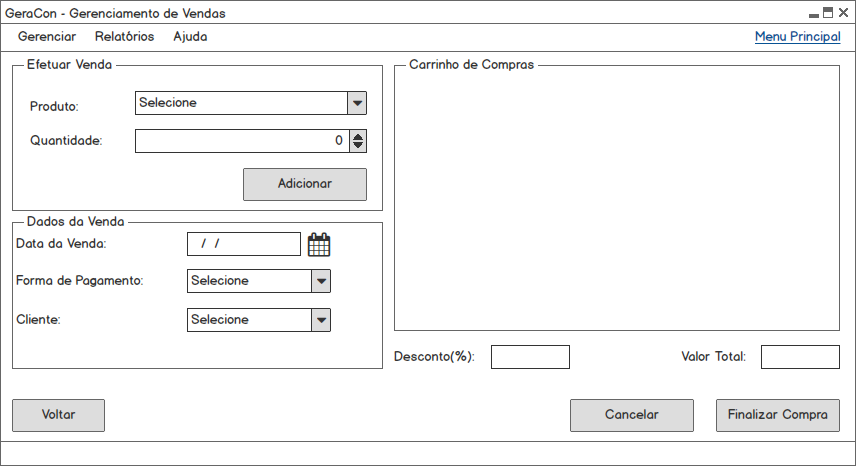 GeraCon - Gerenciamento de Vendas
Gerenciar Relatórios Ajuda Menu Principal
Efetuar Venda
Produto: Selecione
Quantidade: 0
Adicionar
Dados da Venda
Data da Venda: / /
Forma de Pagamento: Selecione
Cliente: Selecione
Carrinho de Compras
Desconto(%): Valor Total:
Voltar Cancelar Finalizar Compra